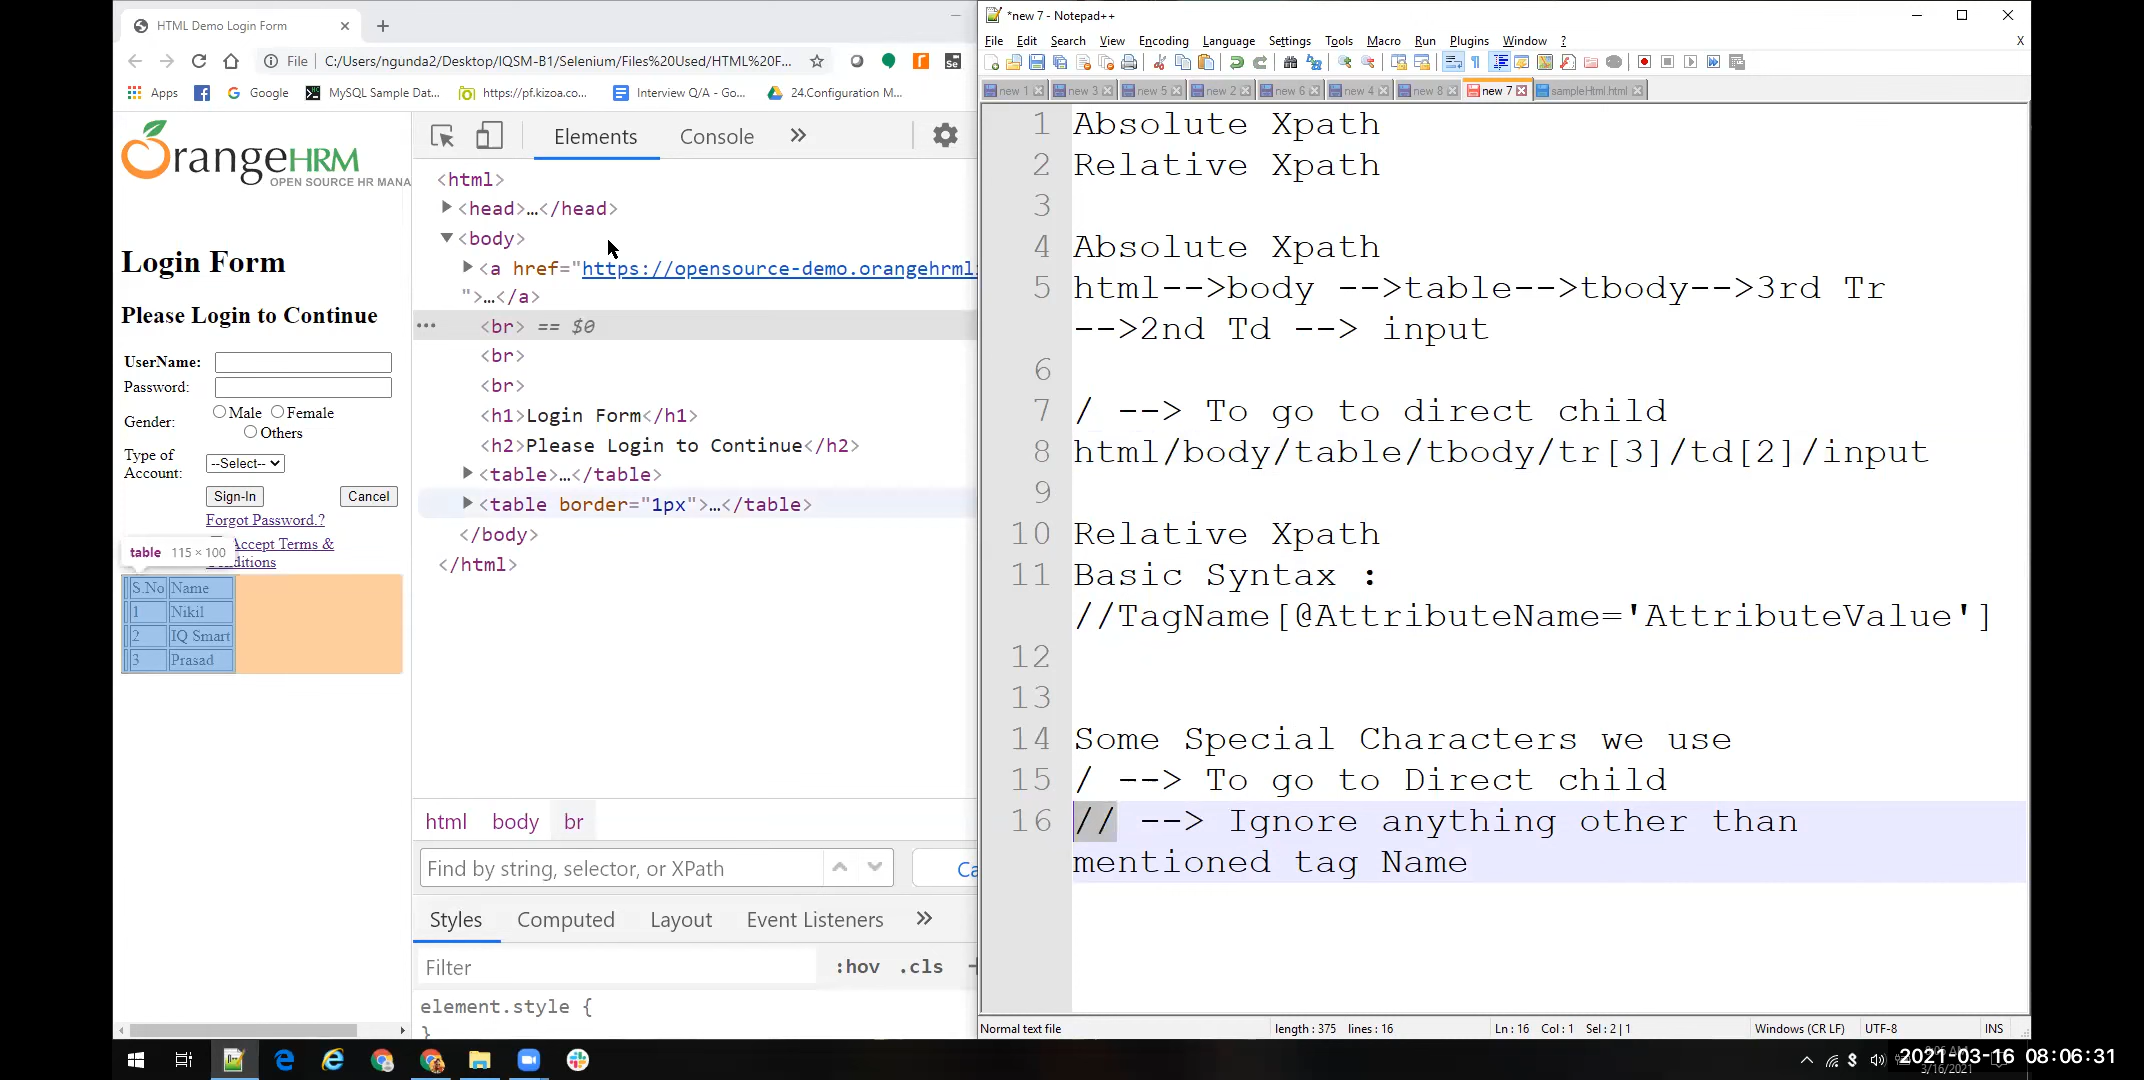 HTML Demo Login Form
File C:/Users/ngunda2/Desktop/IQSM-B1/Selenium/Files%20Used/HTML%20F...
Apps Google MySQL Sample Dat... https://pf.kizoa.co... Interview Q/A - Go... 24.Configuration M...
OrangeHRM
OPEN SOURCE HR MANA
Login Form
Please Login to Continue
UserName:
Password:
Gender: Male Female
Others
Type of
Account: --Select--
Sign-In Cancel
Forgot Password.?
Accept Terms &
Conditions
table 115 × 100
S.No Name
1 Nikil
2 IQ Smart
3 Prasad
Elements Console »
<html>
<head>…</head>
<body>
<a href="https://opensource-demo.orangehrml
">…</a>
<br> == $0
<br>
<br>
<h1>Login Form</h1>
<h2>Please Login to Continue</h2>
<table>…</table>
<table border="1px">…</table>
</body>
</html>
html body br
Find by string, selector, or XPath Ca
Styles Computed Layout Event Listeners »
Filter :hov .cls +
element.style {
}
*new 7 - Notepad++
File Edit Search View Encoding Language Settings Tools Macro Run Plugins Window ? X
new 1 new 3 new 5 new 2 new 6 new 4 new 8 new 7 sampleHtml.html
1 Absolute Xpath
2 Relative Xpath
3
4 Absolute Xpath
5 html-->body -->table-->tbody-->3rd Tr
-->2nd Td --> input
6
7 / --> To go to direct child
8 html/body/table/tbody/tr[3]/td[2]/input
9
10 Relative Xpath
11 Basic Syntax :
//TagName[@AttributeName='AttributeValue']
12
13
14 Some Special Characters we use
15 / --> To go to Direct child
16 // --> Ignore anything other than
mentioned tag Name
Normal text file length : 375 lines : 16 Ln : 16 Col : 1 Sel : 2 | 1 Windows (CR LF) UTF-8 INS
2021-03-16 08:06:31
3/16/2021